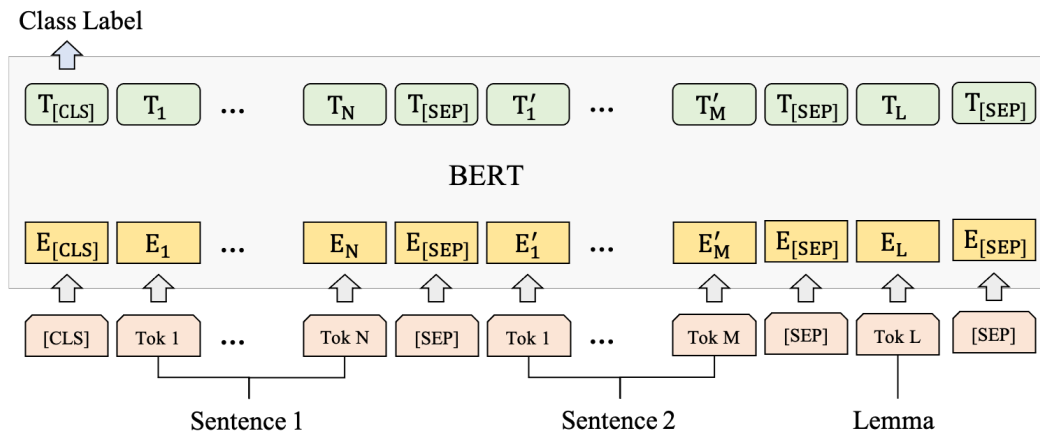 Class Label
T[CLS] T1 ... TN T[SEP] T′1 ... T′M T[SEP] TL T[SEP]
BERT
E[CLS] E1 ... EN E[SEP] E′1 ... E′M E[SEP] EL E[SEP]
[CLS] Tok 1 ... Tok N [SEP] Tok 1 ... Tok M [SEP] Tok L [SEP]
Sentence 1 Sentence 2 Lemma